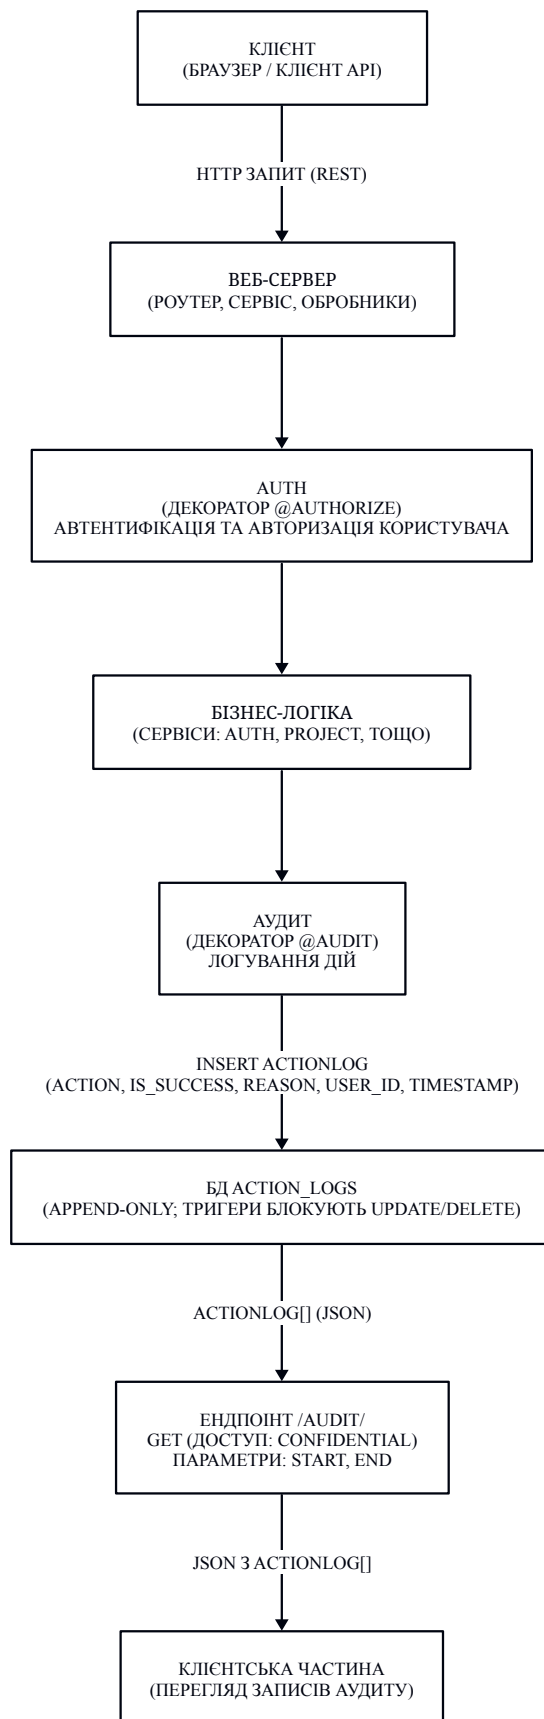 КЛІЄНТ
(БРАУЗЕР / КЛІЄНТ API)
HTTP ЗАПИТ (REST)
ВЕБ-СЕРВЕР
(РОУТЕР, СЕРВІС, ОБРОБНИКИ)
AUTH
(ДЕКОРАТОР @AUTHORIZE)
АВТЕНТИФІКАЦІЯ ТА АВТОРИЗАЦІЯ КОРИСТУВАЧА
БІЗНЕС-ЛОГІКА
(СЕРВІСИ: AUTH, PROJECT, ТОЩО)
АУДИТ
(ДЕКОРАТОР @AUDIT)
ЛОГУВАННЯ ДІЙ
INSERT ACTIONLOG
(ACTION, IS_SUCCESS, REASON, USER_ID, TIMESTAMP)
БД ACTION_LOGS
(APPEND-ONLY; ТРИГЕРИ БЛОКУЮТЬ UPDATE/DELETE)
ACTIONLOG[] (JSON)
ЕНДПОІНТ /AUDIT/
GET (ДОСТУП: CONFIDENTIAL)
ПАРАМЕТРИ: START, END
JSON З ACTIONLOG[]
КЛІЄНТСЬКА ЧАСТИНА
(ПЕРЕГЛЯД ЗАПИСІВ АУДИТУ)